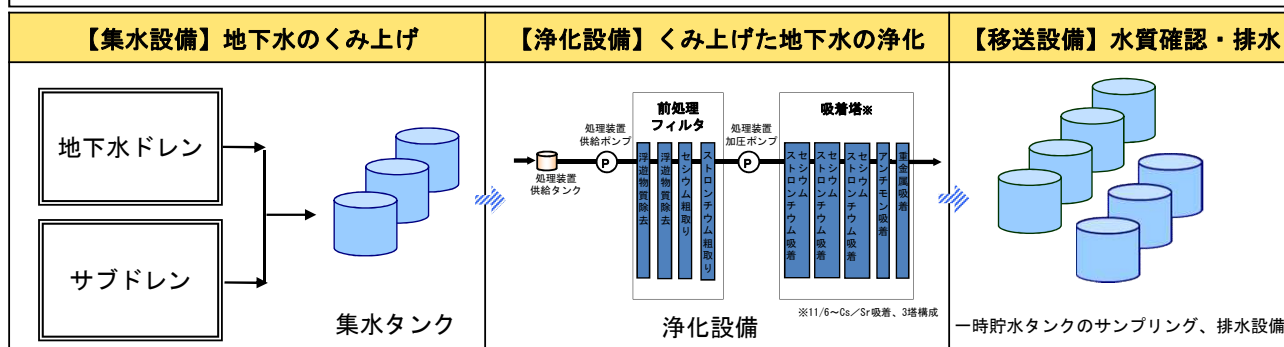 【集水設備】地下水のくみ上げ
【浄化設備】くみ上げた地下水の浄化
【移送設備】水質確認・排水
地下水ドレン
サブドレン
集水タンク
処理装置
供給タンク
処理装置
供給ポンプ
P
前処理
フィルタ
浮遊物質除去
浮遊物質除去
セシウム粗取り
ストロンチウム粗取り
処理装置
加圧ポンプ
P
吸着塔※
セシウム
ストロンチウム吸着
セシウム
ストロンチウム吸着
セシウム
ストロンチウム吸着
アンチモン吸着
重金属吸着
※11/6～Cs／Sr吸着、3塔構成
浄化設備
一時貯水タンクのサンプリング、排水設備